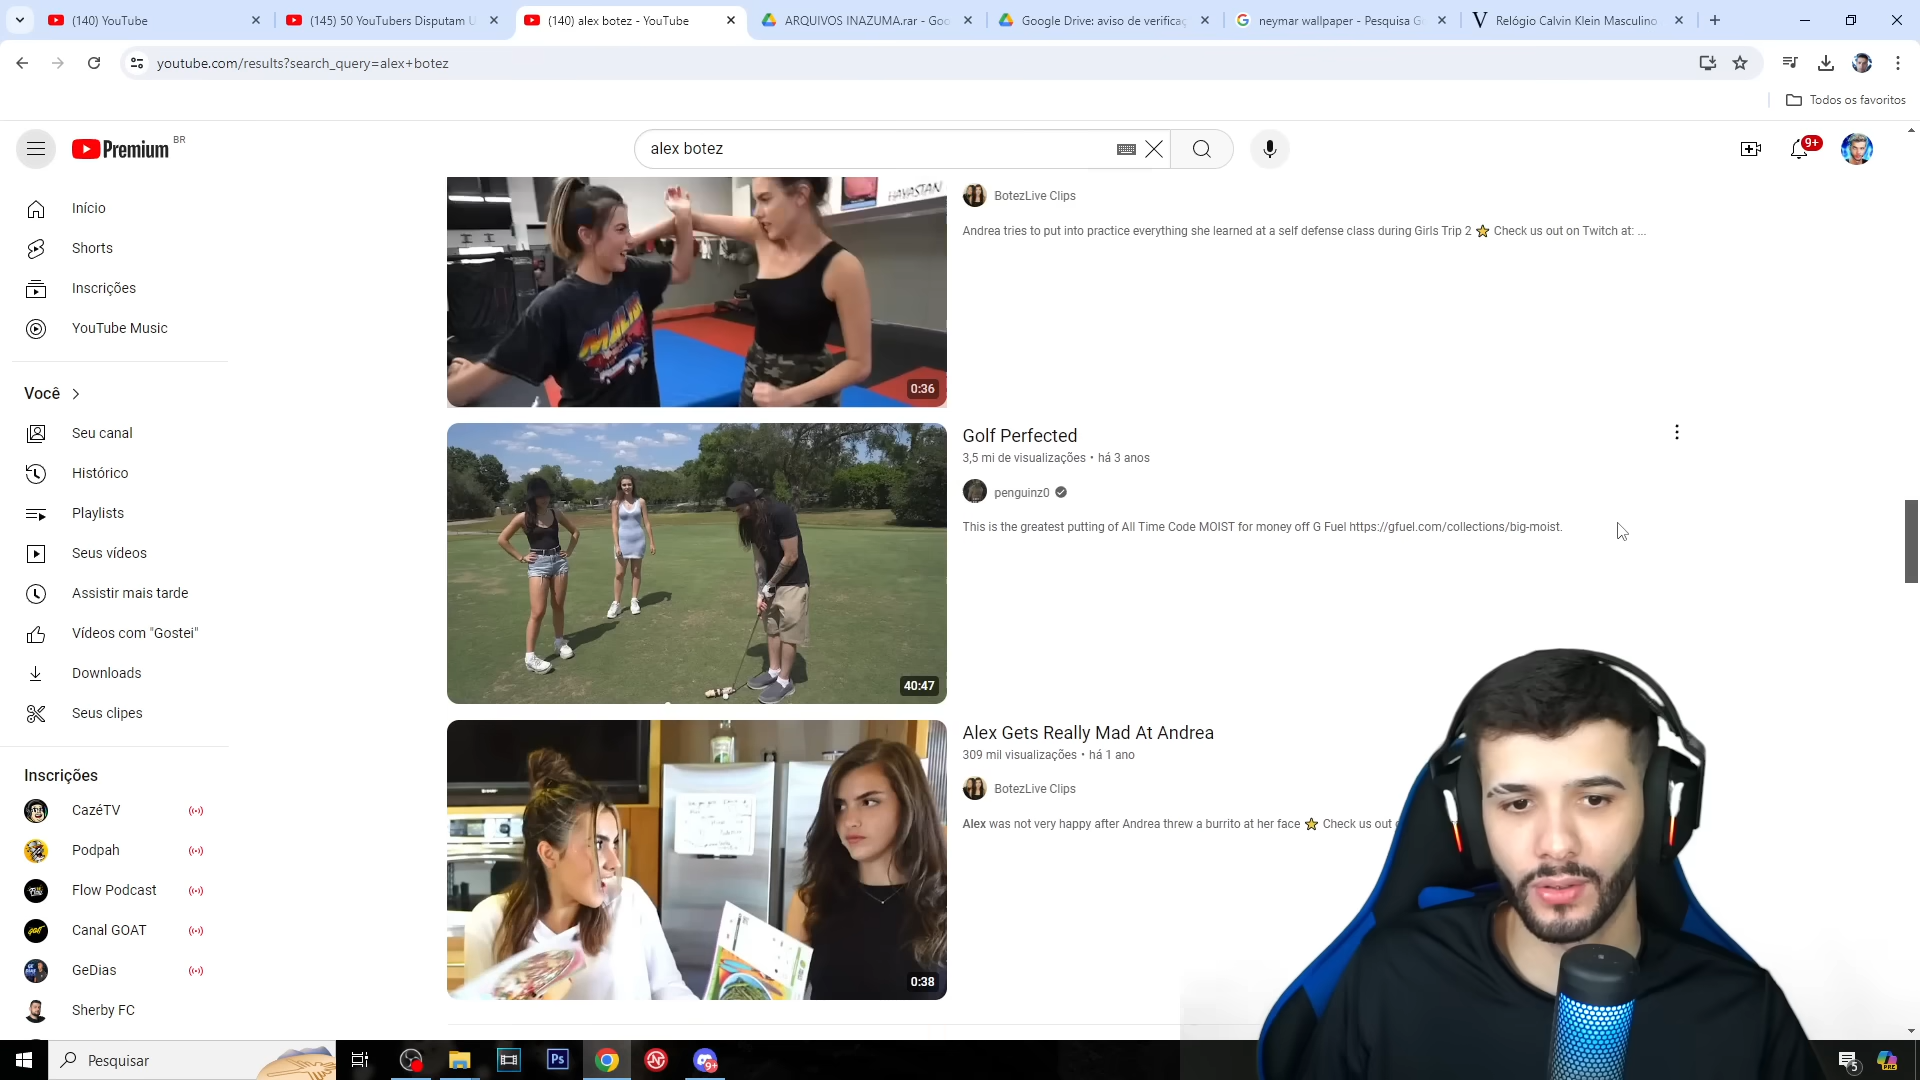 (140) YouTube
(145) 50 YouTubers Disputam U
(140) alex botez - YouTube
ARQUIVOS INAZUMA.rar - Goo
Google Drive: aviso de verificaç
neymar wallpaper - Pesquisa G
Relógio Calvin Klein Masculino
youtube.com/results?search_query=alex+botez
Todos os favoritos
Premium BR
alex botez
9+
Início
Shorts
Inscrições
YouTube Music
Você
Seu canal
Histórico
Playlists
Seus vídeos
Assistir mais tarde
Vídeos com "Gostei"
Downloads
Seus clipes
Inscrições
CazéTV
Podpah
Flow Podcast
Canal GOAT
GeDias
Sherby FC
HAYASTAN
MALIBU
0:36
BotezLive Clips
Andrea tries to put into practice everything she learned at a self defense class during Girls Trip 2 ⭐ Check us out on Twitch at: ...
40:47
Golf Perfected
3,5 mi de visualizações • há 3 anos
penguinz0
This is the greatest putting of All Time Code MOIST for money off G Fuel https://gfuel.com/collections/big-moist.
0:38
Alex Gets Really Mad At Andrea
309 mil visualizações • há 1 ano
BotezLive Clips
Alex was not very happy after Andrea threw a burrito at her face ⭐ Check us out
Pesquisar
Ps
9+
5
PRE